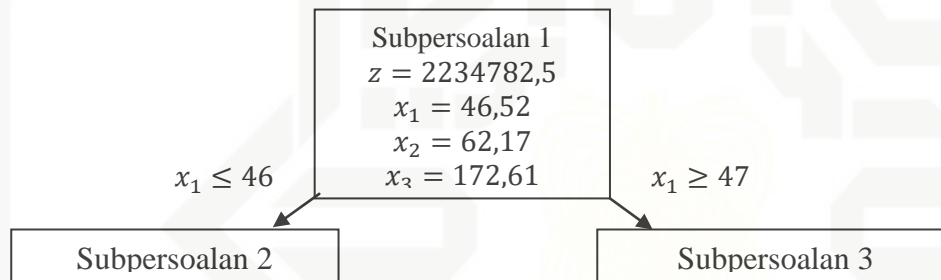 Subpersoalan 1
z = 2234782,5
x₁ = 46,52
x₂ = 62,17
x₃ = 172,61
x₁ ≤ 46
x₁ ≥ 47
Subpersoalan 2
Subpersoalan 3